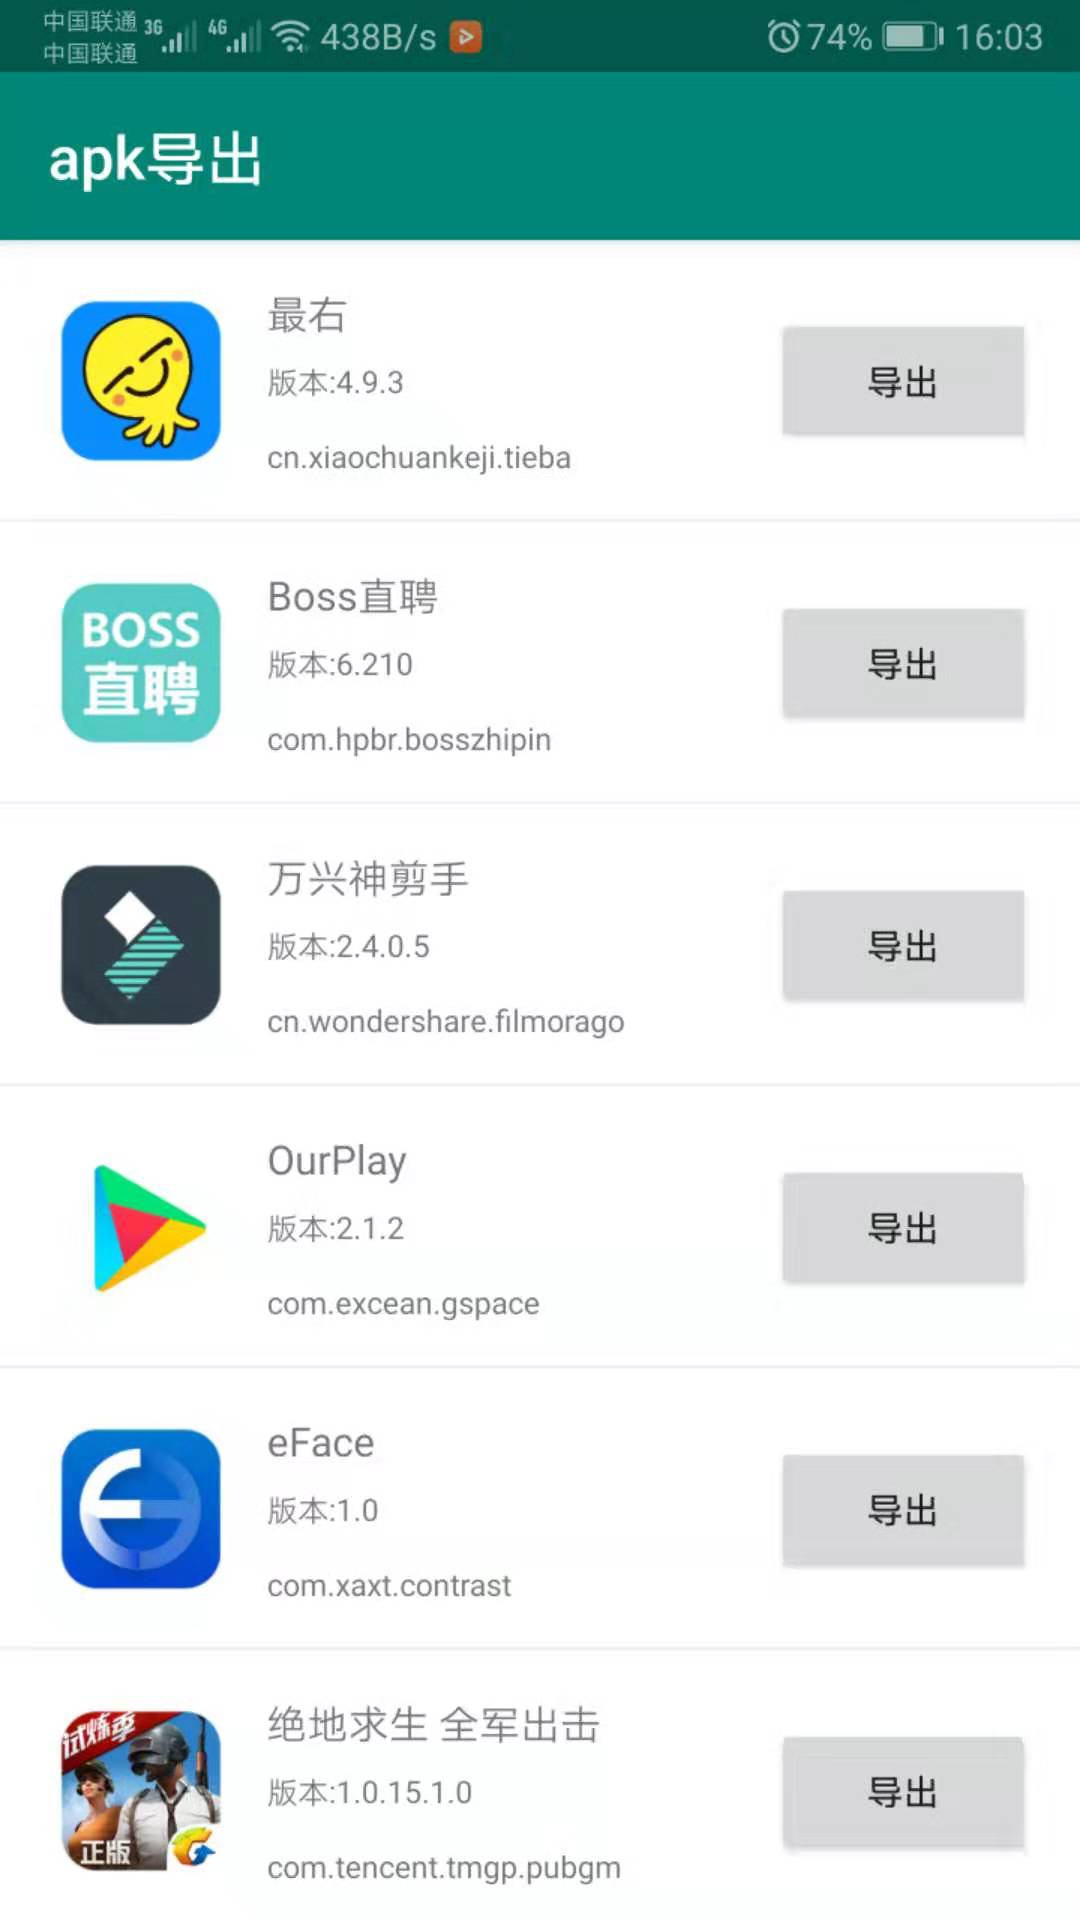 中国联通 3G 4G 438B/s 74% 16:03
中国联通
apk导出
最右
版本:4.9.3
导出
cn.xiaochuankeji.tieba
BOSS
直聘
Boss直聘
版本:6.210
导出
com.hpbr.bosszhipin
万兴神剪手
版本:2.4.0.5
导出
cn.wondershare.filmorago
OurPlay
版本:2.1.2
导出
com.excean.gspace
eFace
版本:1.0
导出
com.xaxt.contrast
试炼季
正版
绝地求生 全军出击
版本:1.0.15.1.0
导出
com.tencent.tmgp.pubgm